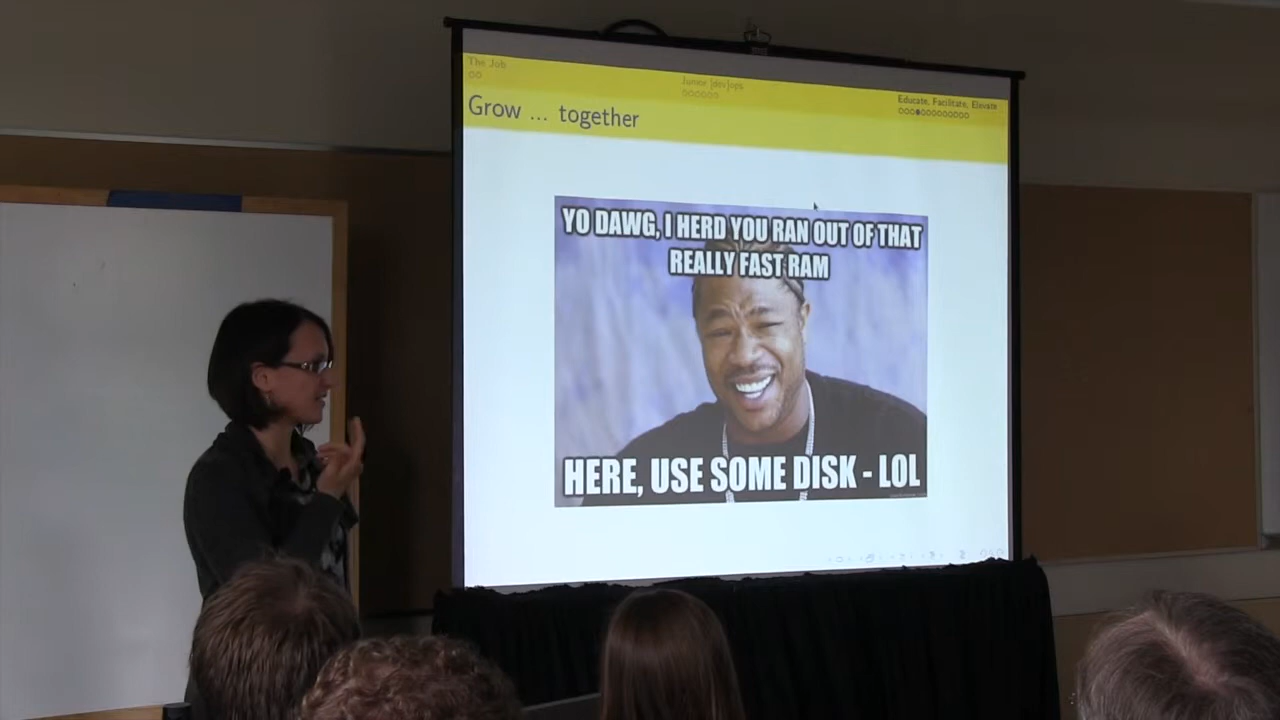 The Job
Junior [dev]ops
Educate, Facilitate, Elevate
Grow ... together
YO DAWG, I HERD YOU RAN OUT OF THAT
REALLY FAST RAM
HERE, USE SOME DISK - LOL